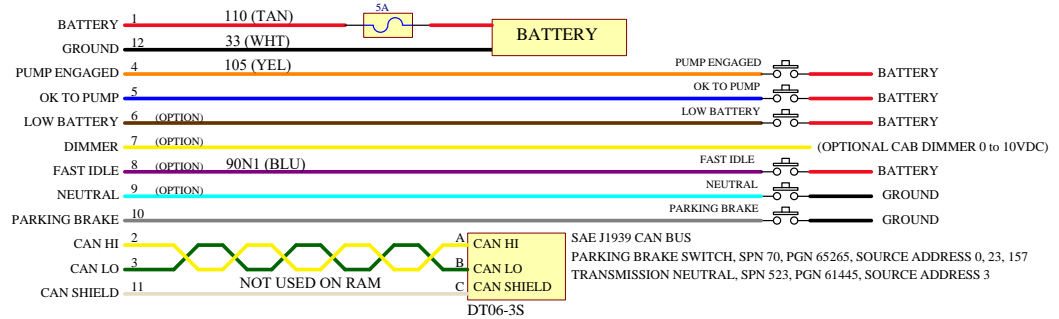 5A
BATTERY 1 110 (TAN) BATTERY
GROUND 12 33 (WHT)
PUMP ENGAGED 4 105 (YEL) PUMP ENGAGED BATTERY
OK TO PUMP 5 OK TO PUMP BATTERY
LOW BATTERY 6 (OPTION) LOW BATTERY BATTERY
DIMMER 7 (OPTION) (OPTIONAL CAB DIMMER 0 to 10VDC)
FAST IDLE 8 (OPTION) 90N1 (BLU) FAST IDLE BATTERY
NEUTRAL 9 (OPTION) NEUTRAL GROUND
PARKING BRAKE 10 PARKING BRAKE GROUND
CAN HI 2 A CAN HI SAE J1939 CAN BUS
PARKING BRAKE SWITCH, SPN 70, PGN 65265, SOURCE ADDRESS 0, 23, 157
CAN LO 3 B CAN LO TRANSMISSION NEUTRAL, SPN 523, PGN 61445, SOURCE ADDRESS 3
NOT USED ON RAM
CAN SHIELD 11 C CAN SHIELD
DT06-3S